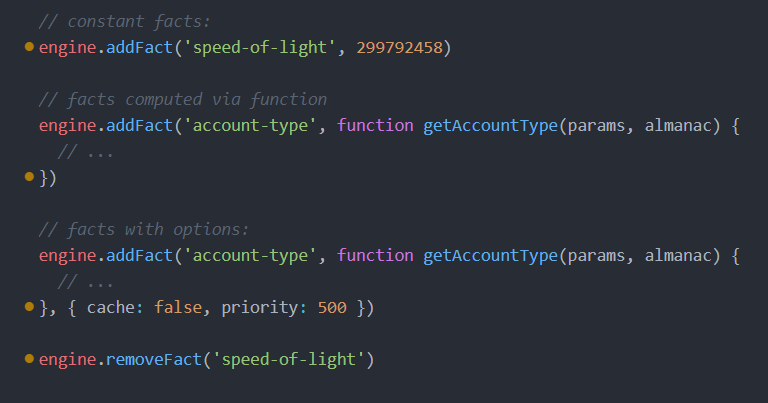 // constant facts:
engine.addFact('speed-of-light', 299792458)
// facts computed via function
engine.addFact('account-type', function getAccountType(params, almanac) {
// ...
})
// facts with options:
engine.addFact('account-type', function getAccountType(params, almanac) {
// ...
}, { cache: false, priority: 500 })
engine.removeFact('speed-of-light')